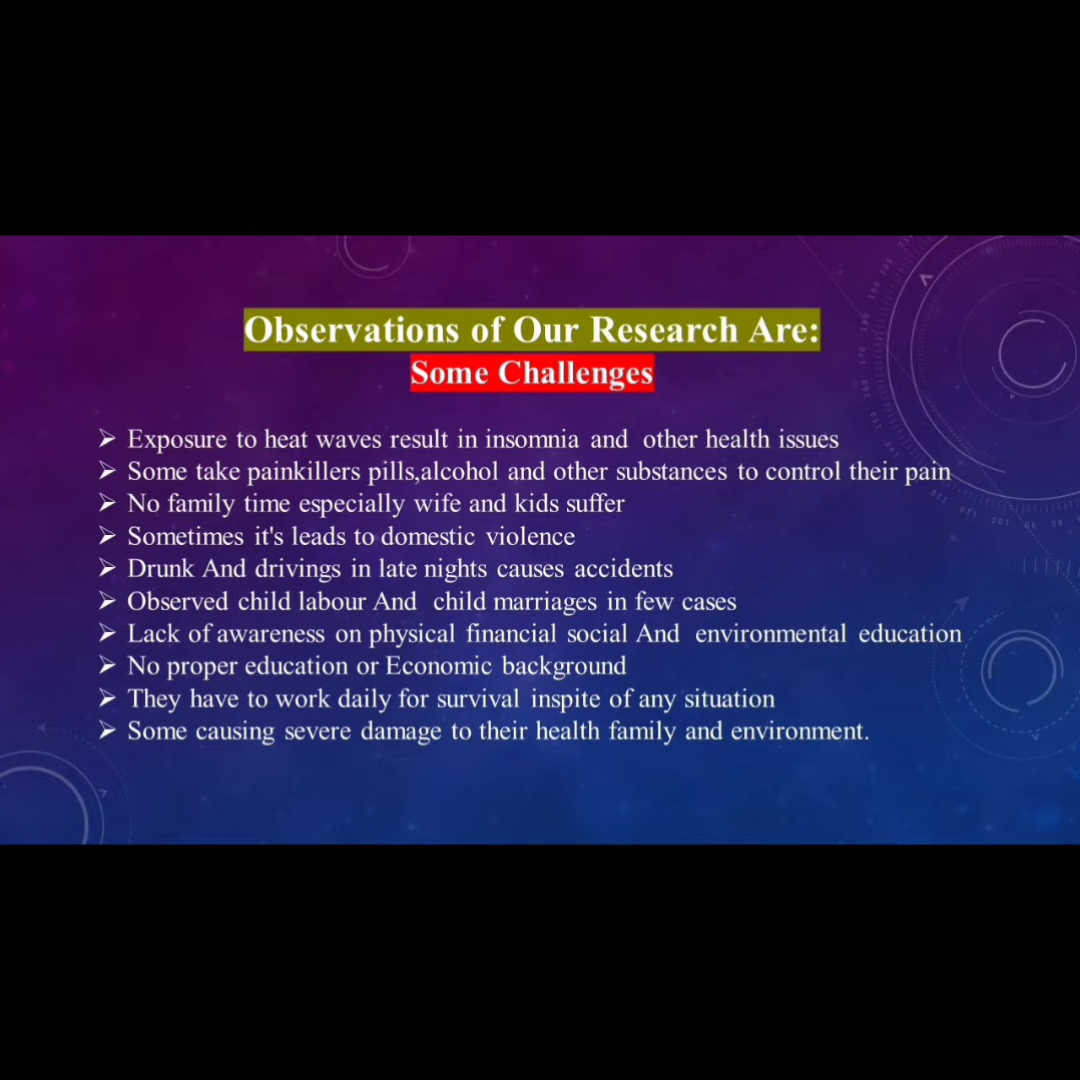 Observations of Our Research Are:
Some Challenges
➢ Exposure to heat waves result in insomnia and other health issues
➢ Some take painkillers pills,alcohol and other substances to control their pain
➢ No family time especially wife and kids suffer
➢ Sometimes it's leads to domestic violence
➢ Drunk And drivings in late nights causes accidents
➢ Observed child labour And child marriages in few cases
➢ Lack of awareness on physical financial social And environmental education
➢ No proper education or Economic background
➢ They have to work daily for survival inspite of any situation
➢ Some causing severe damage to their health family and environment.